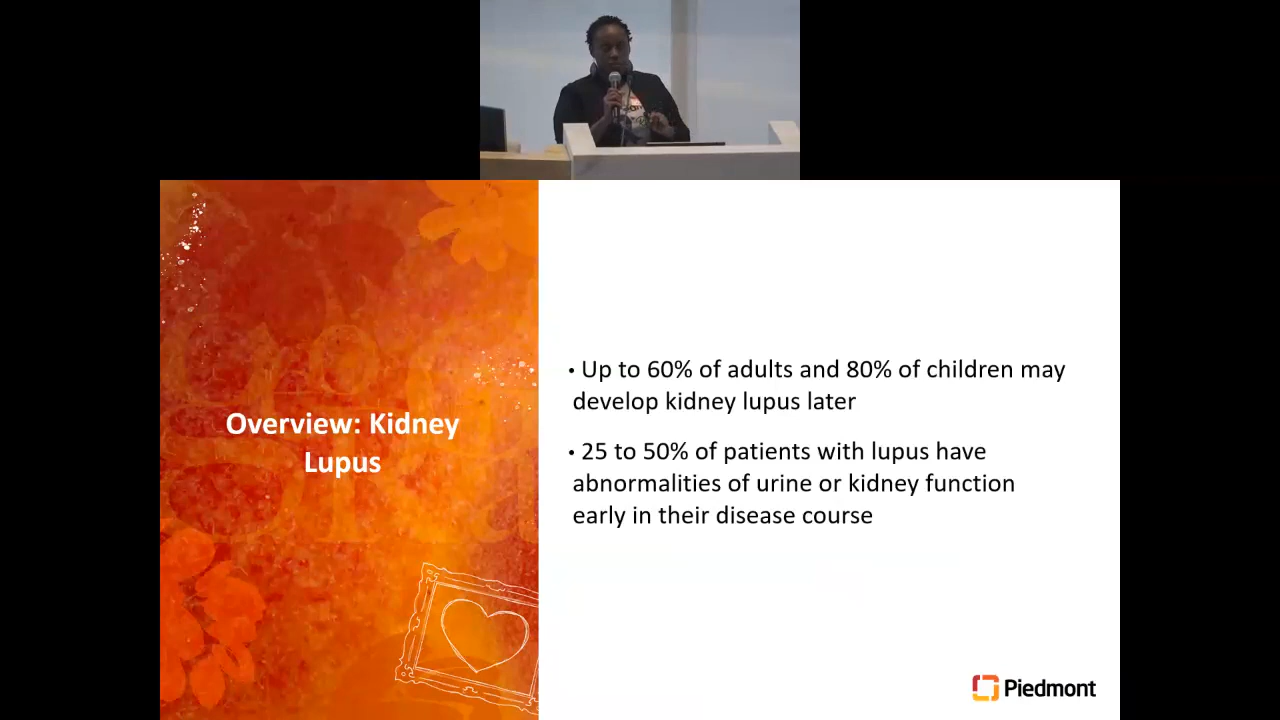 Overview: Kidney
Lupus
• Up to 60% of adults and 80% of children may
develop kidney lupus later
• 25 to 50% of patients with lupus have
abnormalities of urine or kidney function
early in their disease course
Piedmont